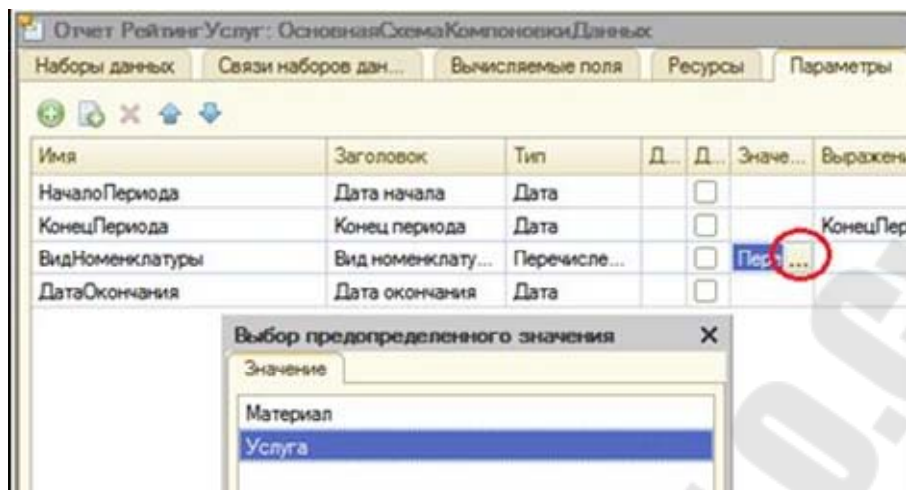 Отчет РейтингУслуг: ОсновнаяСхемаКомпоновкиДанных
Наборы данных Связи наборов дан... Вычисляемые поля Ресурсы Параметры
Имя Заголовок Тип Д... Д... Значе... Выражени
НачалоПериода Дата начала Дата
КонецПериода Конец периода Дата КонецПер
ВидНоменклатуры Вид номенклату... Перечисле... Пере ...
ДатаОкончания Дата окончания Дата
Выбор предопределенного значения
Значение
Материал
Услуга